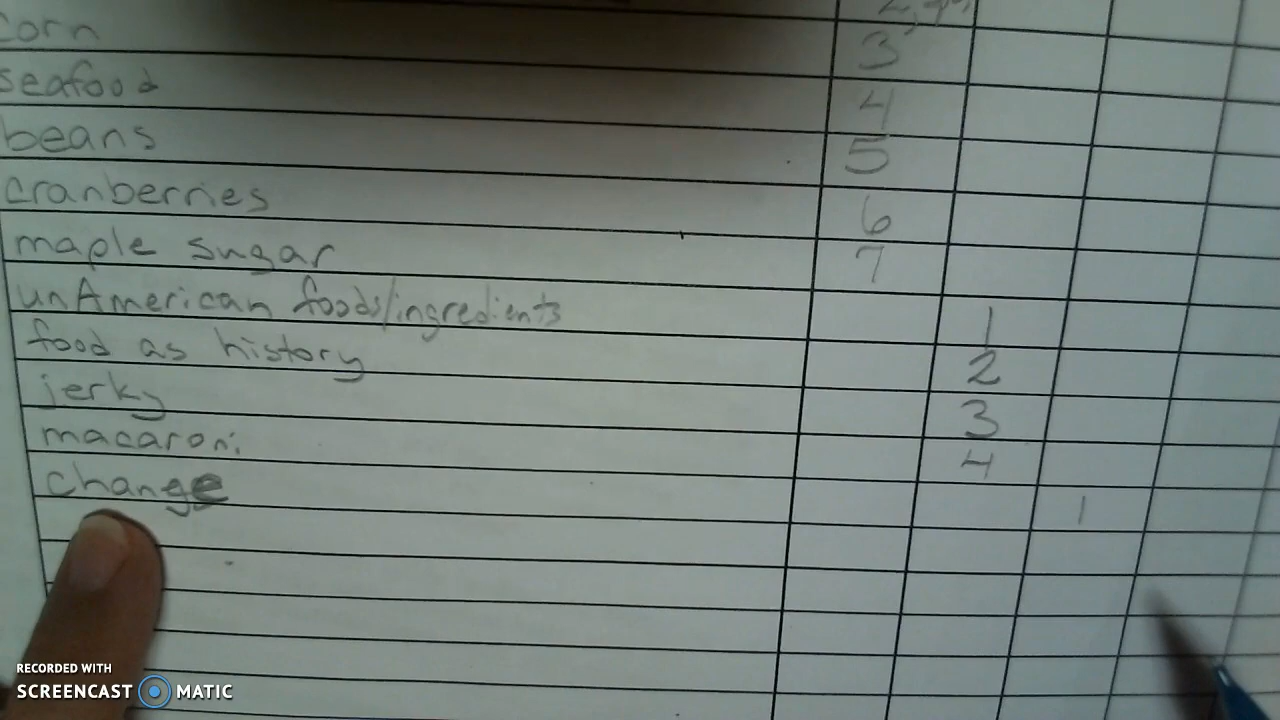 corn 3
seafood 4
beans 5
cranberries 6
maple sugar 7
unAmerican foods/ingredients 1
food as history 2
jerky 3
macaroni 4
change 1
RECORDED WITH
SCREENCAST MATIC